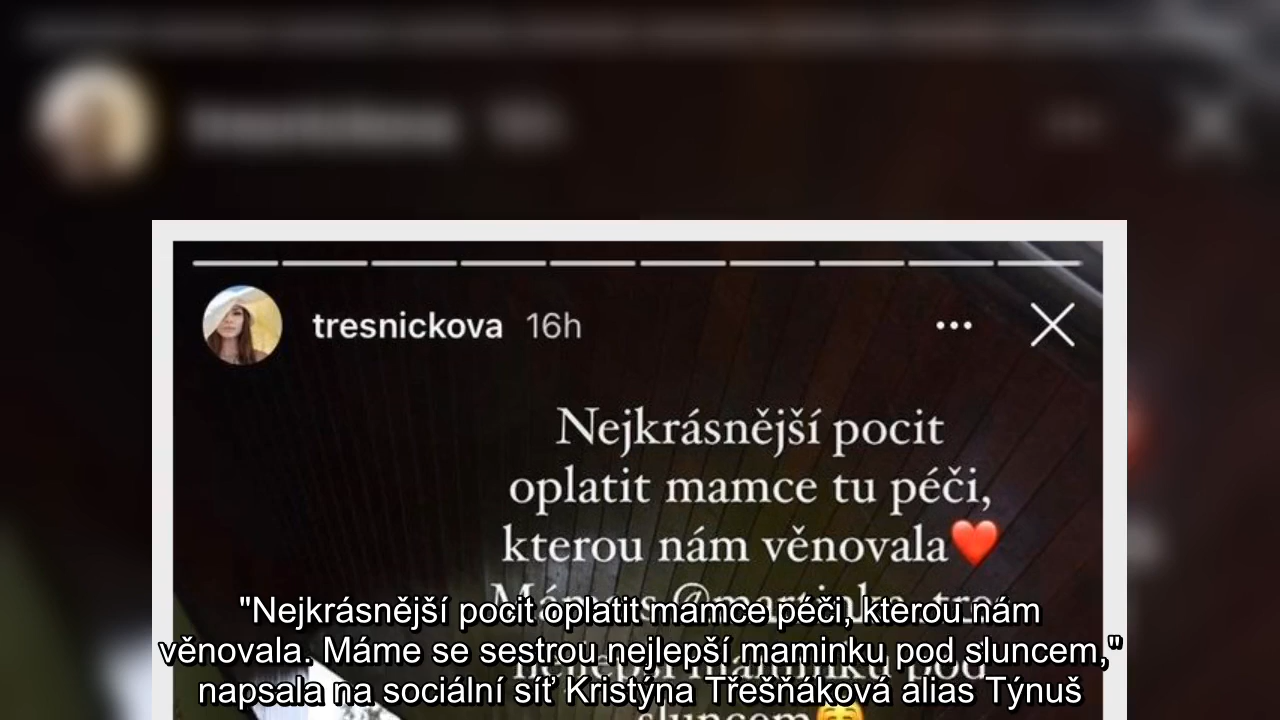 tresnickova 16h
Nejkrásnější pocit
oplatit mamce tu péči,
kterou nám věnovala❤️
"Nejkrásnější pocit oplatit mamce péči, kterou nám
věnovala. Máme se sestrou nejlepší maminku pod sluncem,"
napsala na sociální síť Kristýna Třešňáková alias Týnuš